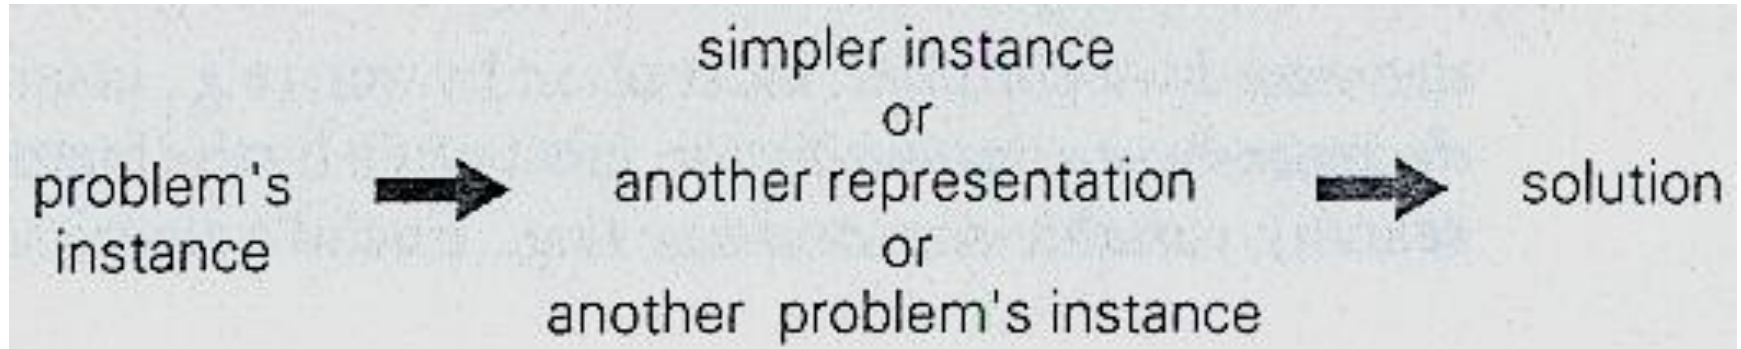 problem's
instance
simpler instance
or
another representation
or
another problem's instance
solution